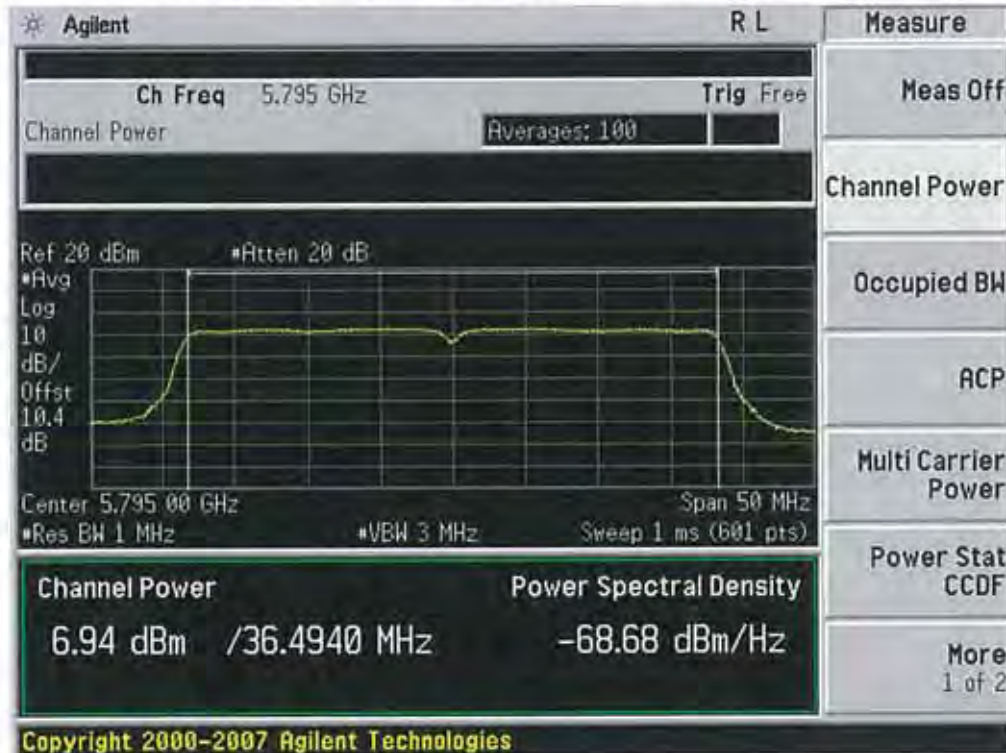 Agilent R L Measure
Ch Freq 5.795 GHz Trig Free
Channel Power Averages: 100
Meas Off
Channel Power
Occupied BW
ACP
Multi Carrier Power
Power Stat CCDF
More
1 of 2
Ref 20 dBm *Atten 20 dB
*Avg
Log
10
dB/
Offst
10.4
dB
Center 5.795 00 GHz Span 50 MHz
*Res BW 1 MHz *VBW 3 MHz Sweep 1 ms (601 pts)
Channel Power Power Spectral Density
6.94 dBm /36.4940 MHz -68.68 dBm/Hz
Copyright 2000-2007 Agilent Technologies